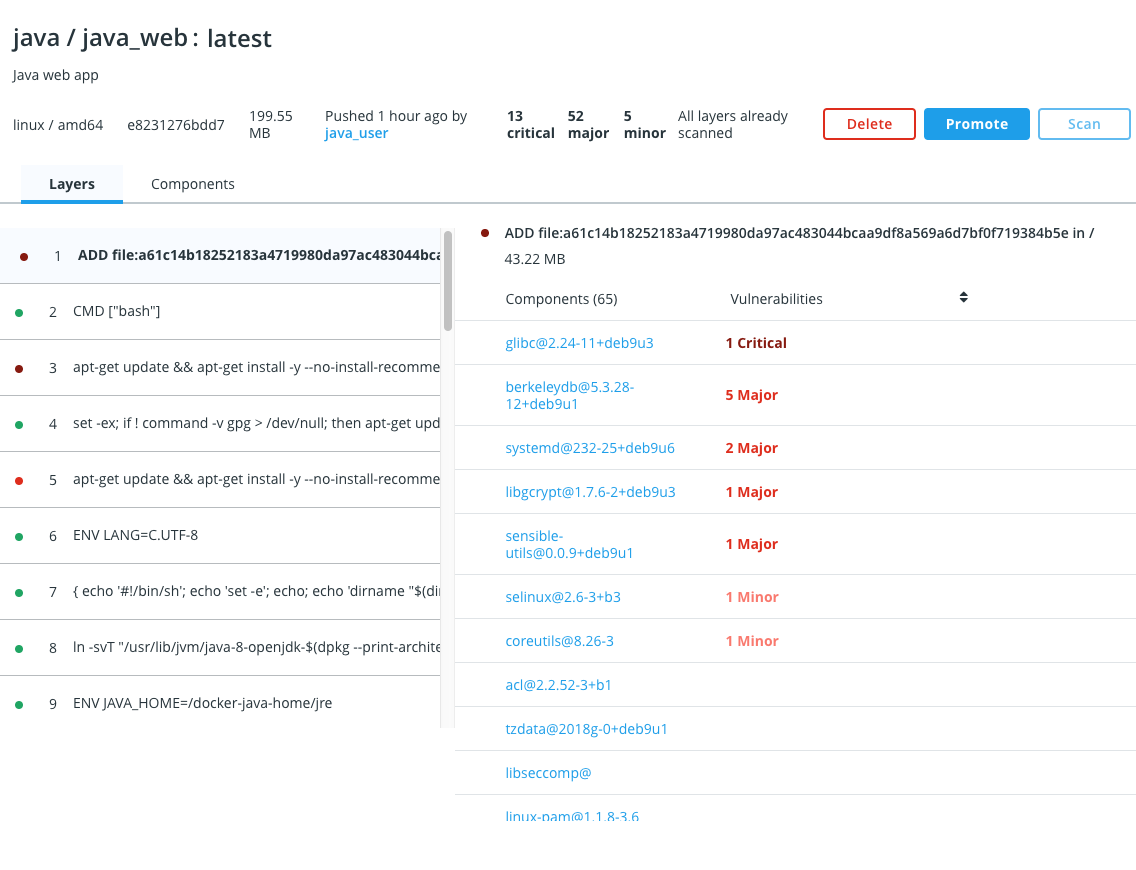 java / java_web : latest
Java web app
linux / amd64
e8231276bdd7
199.55
MB
Pushed 1 hour ago by
java_user
13
critical
52
major
5
minor
All layers already
scanned
Delete
Promote
Scan
Layers
Components
1 ADD file:a61c14b18252183a4719980da97ac483044bca
2 CMD ["bash"]
3 apt-get update && apt-get install -y --no-install-recomme
4 set -ex; if ! command -v gpg > /dev/null; then apt-get upd
5 apt-get update && apt-get install -y --no-install-recomme
6 ENV LANG=C.UTF-8
7 { echo '#!/bin/sh'; echo 'set -e'; echo; echo 'dirname "$(di
8 ln -svT "/usr/lib/jvm/java-8-openjdk-$(dpkg --print-archite
9 ENV JAVA_HOME=/docker-java-home/jre
ADD file:a61c14b18252183a4719980da97ac483044bcaa9df8a569a6d7bf0f719384b5e in /
43.22 MB
Components (65) Vulnerabilities
glibc@2.24-11+deb9u3 1 Critical
berkeleydb@5.3.28-
12+deb9u1 5 Major
systemd@232-25+deb9u6 2 Major
libgcrypt@1.7.6-2+deb9u3 1 Major
sensible-
utils@0.0.9+deb9u1 1 Major
selinux@2.6-3+b3 1 Minor
coreutils@8.26-3 1 Minor
acl@2.2.52-3+b1
tzdata@2018g-0+deb9u1
libseccomp@
linux-pam@1.1.8-3.6